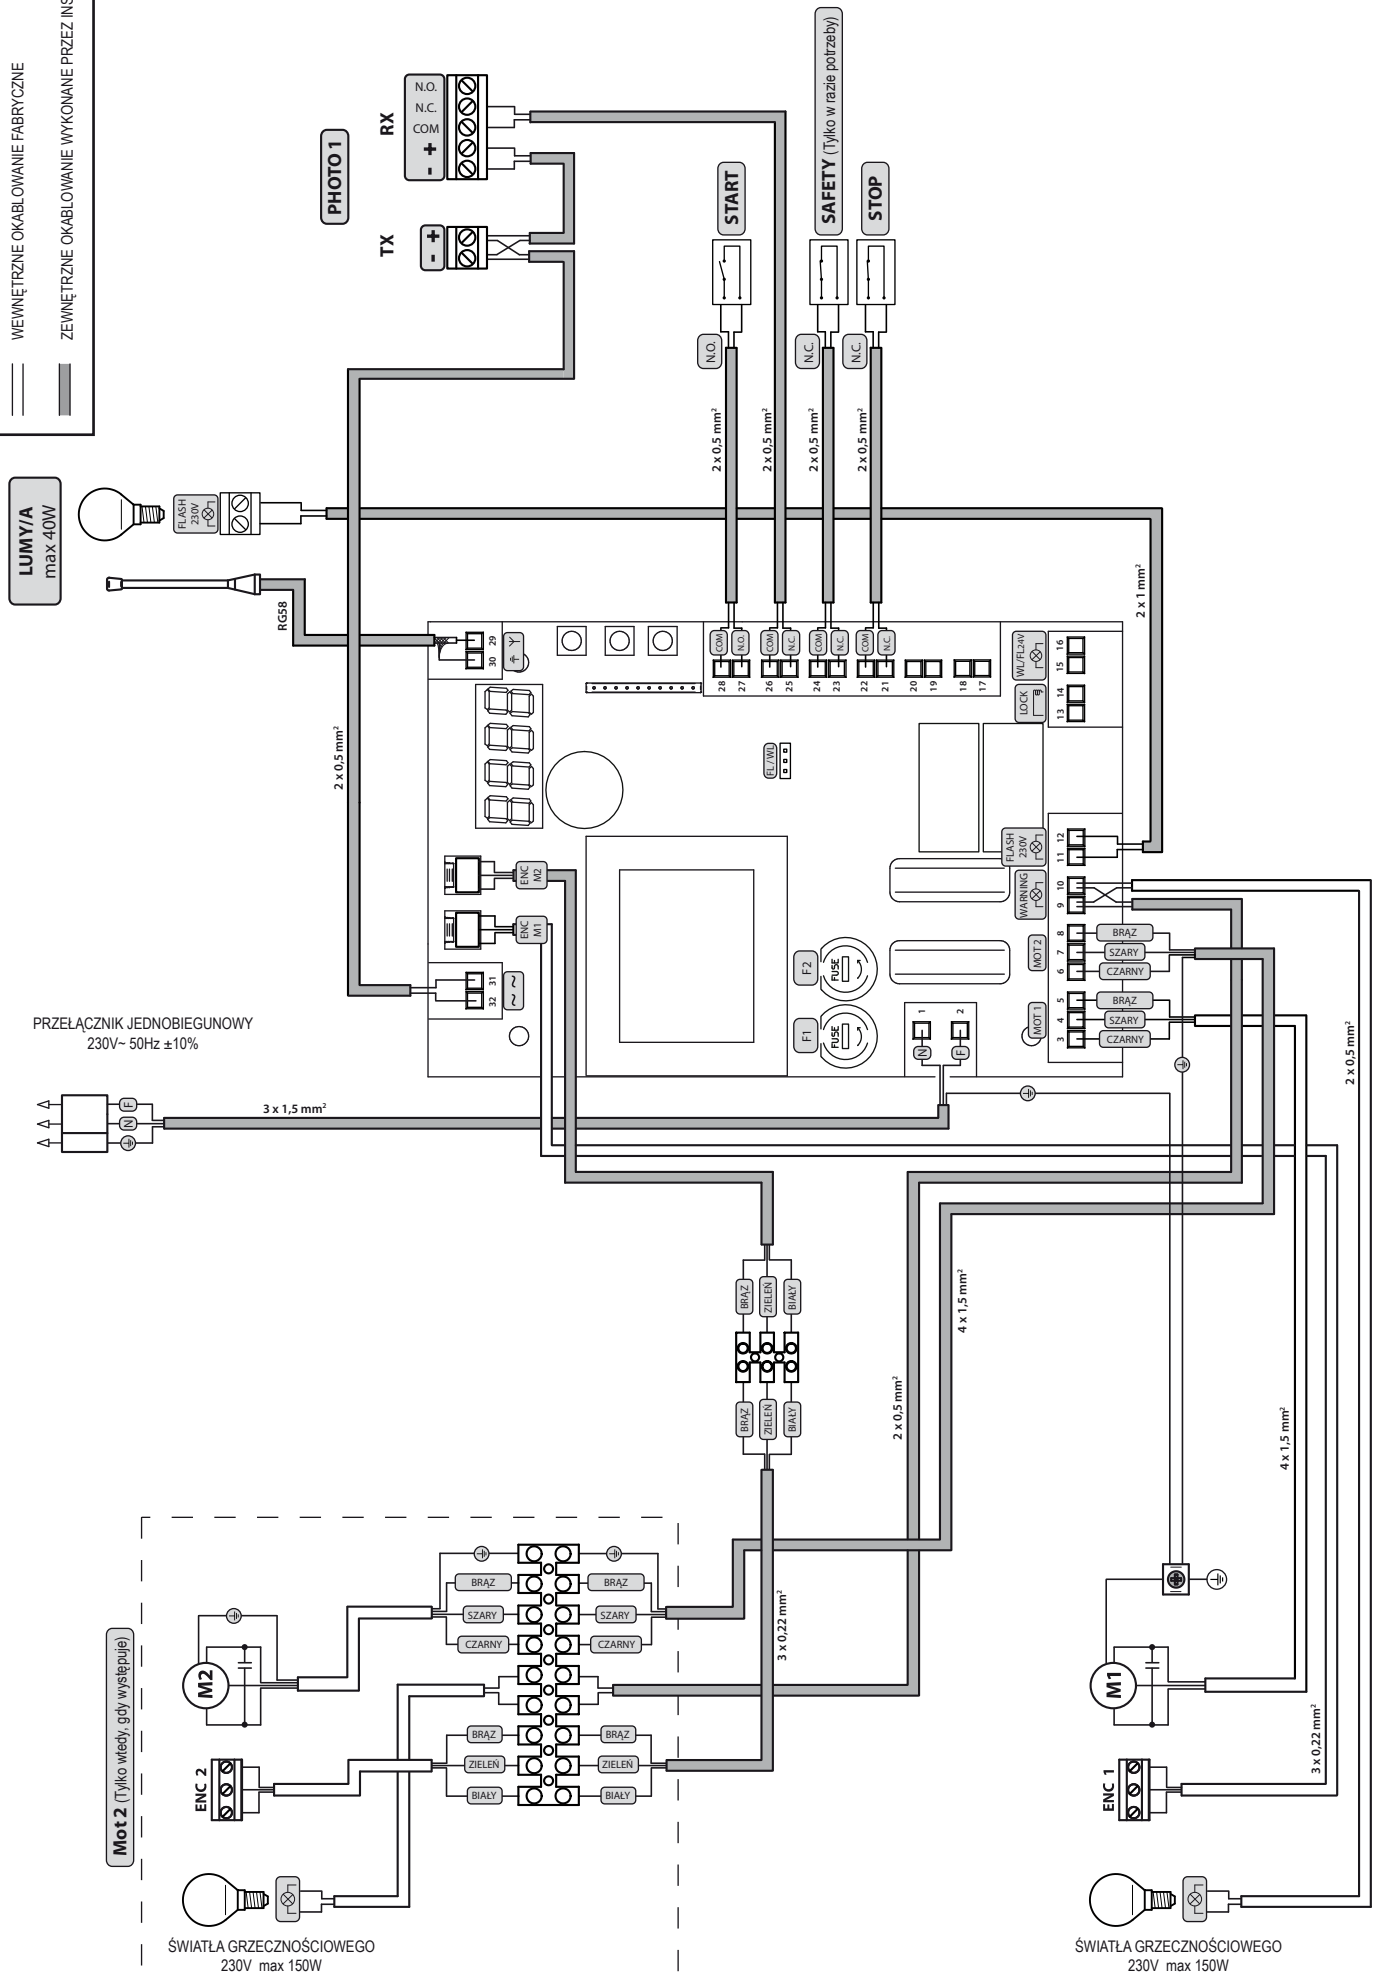 WEWNĘTRZNE OKABLOWANIE FABRYCZNE
ZEWNĘTRZNE OKABLOWANIE WYKONANE PRZEZ INS
LUMY/A
max 40W
FLASH
230V
RG58
PHOTO 1
TX
- +
RX
- + COM N.C. N.O.
START
SAFETY (Tylko w razie potrzeby)
STOP
N.O.
N.C.
N.C.
2 x 0,5 mm²
2 x 0,5 mm²
2 x 0,5 mm²
2 x 0,5 mm²
2 x 0,5 mm²
2 x 1 mm²
30 29
28 COM
27 N.O.
26 COM
25 N.C.
24 COM
23 N.C.
22 COM
21 N.C.
20
19
18
17
WL/FL24V
15 16
LOCK
13 14
FL / WL
FLASH
230V
11 12
WARNING
9 10
MOT 2
8 BRĄZ
7 SZARY
6 CZARNY
MOT 1
5 BRĄZ
4 SZARY
3 CZARNY
ENC
M2
ENC
M1
32 31
~ ~
F2
FUSE
F1
FUSE
1 N
2 F
PRZEŁĄCZNIK JEDNOBIEGUNOWY
230V~ 50Hz ±10%
F
N
3 x 1,5 mm²
BRĄZ
ZIELEŃ
BIAŁY
BRĄZ
ZIELEŃ
BIAŁY
4 x 1,5 mm²
2 x 0,5 mm²
2 x 0,5 mm²
4 x 1,5 mm²
3 x 0,22 mm²
3 x 0,22 mm²
Mot 2 (Tylko wtedy, gdy występuje)
M2
BRĄZ
SZARY
CZARNY
BRĄZ
SZARY
CZARNY
BRĄZ
ZIELEŃ
BIAŁY
BRĄZ
ZIELEŃ
BIAŁY
ENC 2
ŚWIATŁA GRZECZNOŚCIOWEGO
230V max 150W
M1
ENC 1
ŚWIATŁA GRZECZNOŚCIOWEGO
230V max 150W